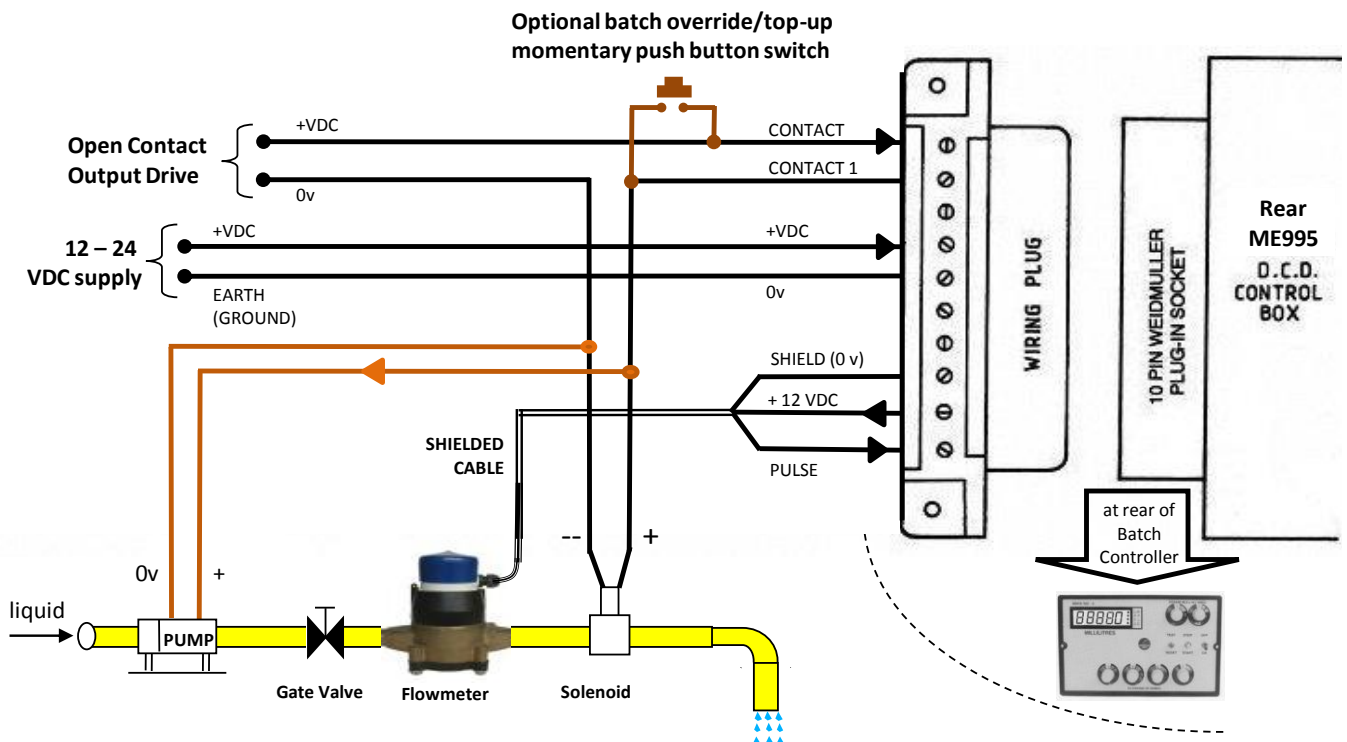 Optional batch override/top-up
momentary push button switch
Open Contact
Output Drive
+VDC
0v
CONTACT
CONTACT 1
12 – 24
VDC supply
+VDC
EARTH
(GROUND)
+VDC
0v
SHIELD (0 v)
+ 12 VDC
PULSE
SHIELDED
CABLE
WIRING PLUG
10 PIN WEIDMULLER
PLUG-IN SOCKET
Rear
ME995
D.C.D.
CONTROL
BOX
at rear of
Batch
Controller
--
+
0v
+
liquid
PUMP
Gate Valve
Flowmeter
Solenoid
88880
MILLILITRES